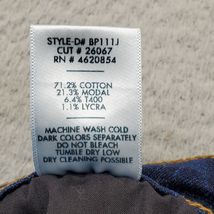 STYLE-D# BP111J
CUT # 26067
RN # 4620854
71.2% COTTON
21.3% MODAL
6.4% T400
1.1% LYCRA
MACHINE WASH COLD
DARK COLORS SEPARATELY
DO NOT BLEACH
TUMBLE DRY LOW
DRY CLEANING POSSIBLE